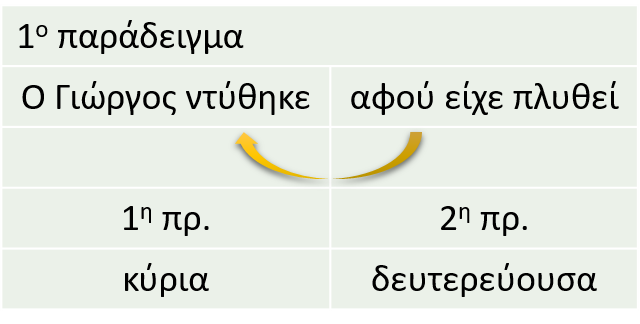 1ο παράδειγμα
Ο Γιώργος ντύθηκε αφού είχε πλυθεί
1η πρ. 2η πρ.
κύρια δευτερεύουσα